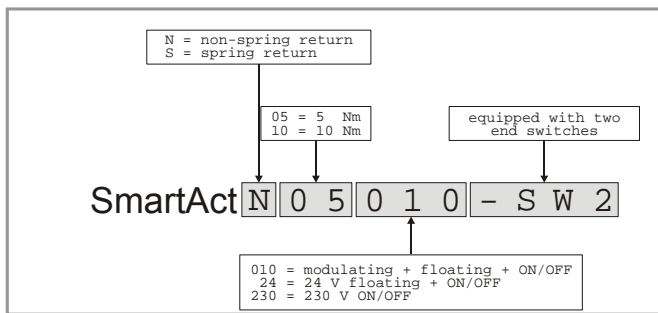 N = non-spring return
S = spring return
05 = 5 Nm
10 = 10 Nm
equipped with two
end switches
SmartAct N 0 5 0 1 0 - S W 2
010 = modulating + floating + ON/OFF
24 = 24 V floating + ON/OFF
230 = 230 V ON/OFF